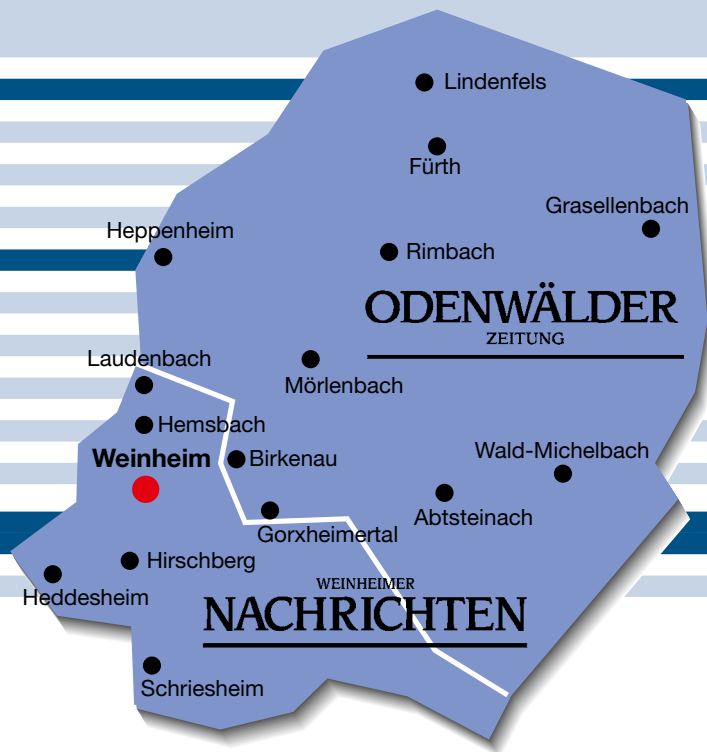 Lindenfels
Fürth
Grasellenbach
Heppenheim
Rimbach
ODENWÄLDER
ZEITUNG
Laudenbach
Mörlenbach
Hemsbach
Weinheim
Birkenau
Wald-Michelbach
Abtsteinach
Gorxheimertal
Hirschberg
Heddesheim
WEINHEIMER
NACHRICHTEN
Schriesheim